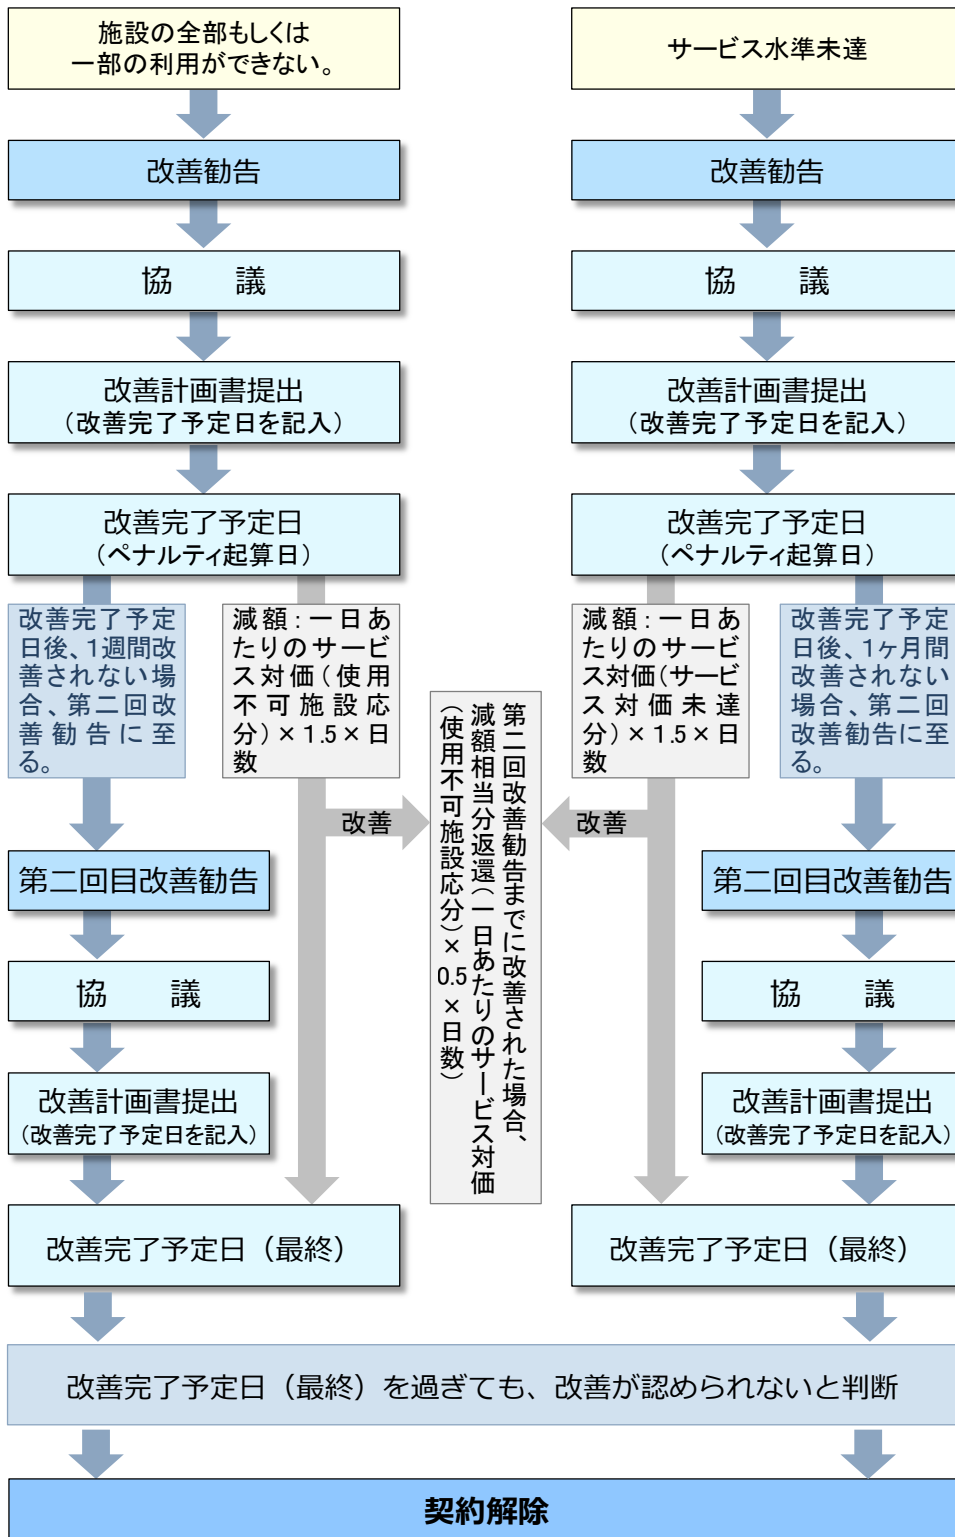 施設の全部もしくは
一部の利用ができない。
改善勧告
協　　議
改善計画書提出
（改善完了予定日を記入）
改善完了予定日
（ペナルティ起算日）
改善完了予定
日後、1週間改
善されない場
合、第二回改
善勧告に至
る。
減額：一日あ
たりのサービ
ス対価（使用
不可施設応
分）×1.5×日
数
改善
第二回目改善勧告
協　　議
改善計画書提出
（改善完了予定日を記入）
改善完了予定日（最終）
第二回改善勧告までに改善された場合、
減額相当分返還（一日あたりのサービス対価
（使用不可施設応分）×0.5×日数）
サービス水準未達
改善勧告
協　　議
改善計画書提出
（改善完了予定日を記入）
改善完了予定日
（ペナルティ起算日）
減額：一日あ
たりのサービ
ス対価（サービ
ス対価未達
分）×1.5×日
数
改善完了予定
日後、1ヶ月間
改善されない
場合、第二回
改善勧告に至
る。
改善
第二回目改善勧告
協　　議
改善計画書提出
（改善完了予定日を記入）
改善完了予定日（最終）
改善完了予定日（最終）を過ぎても、改善が認められないと判断
契約解除